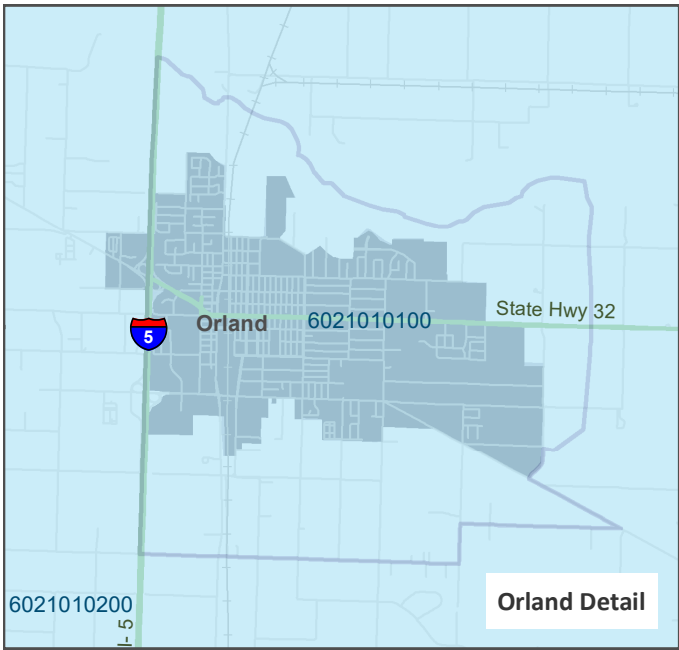 State Hwy 32
Orland
6021010100
5
6021010200
I- 5
Orland Detail